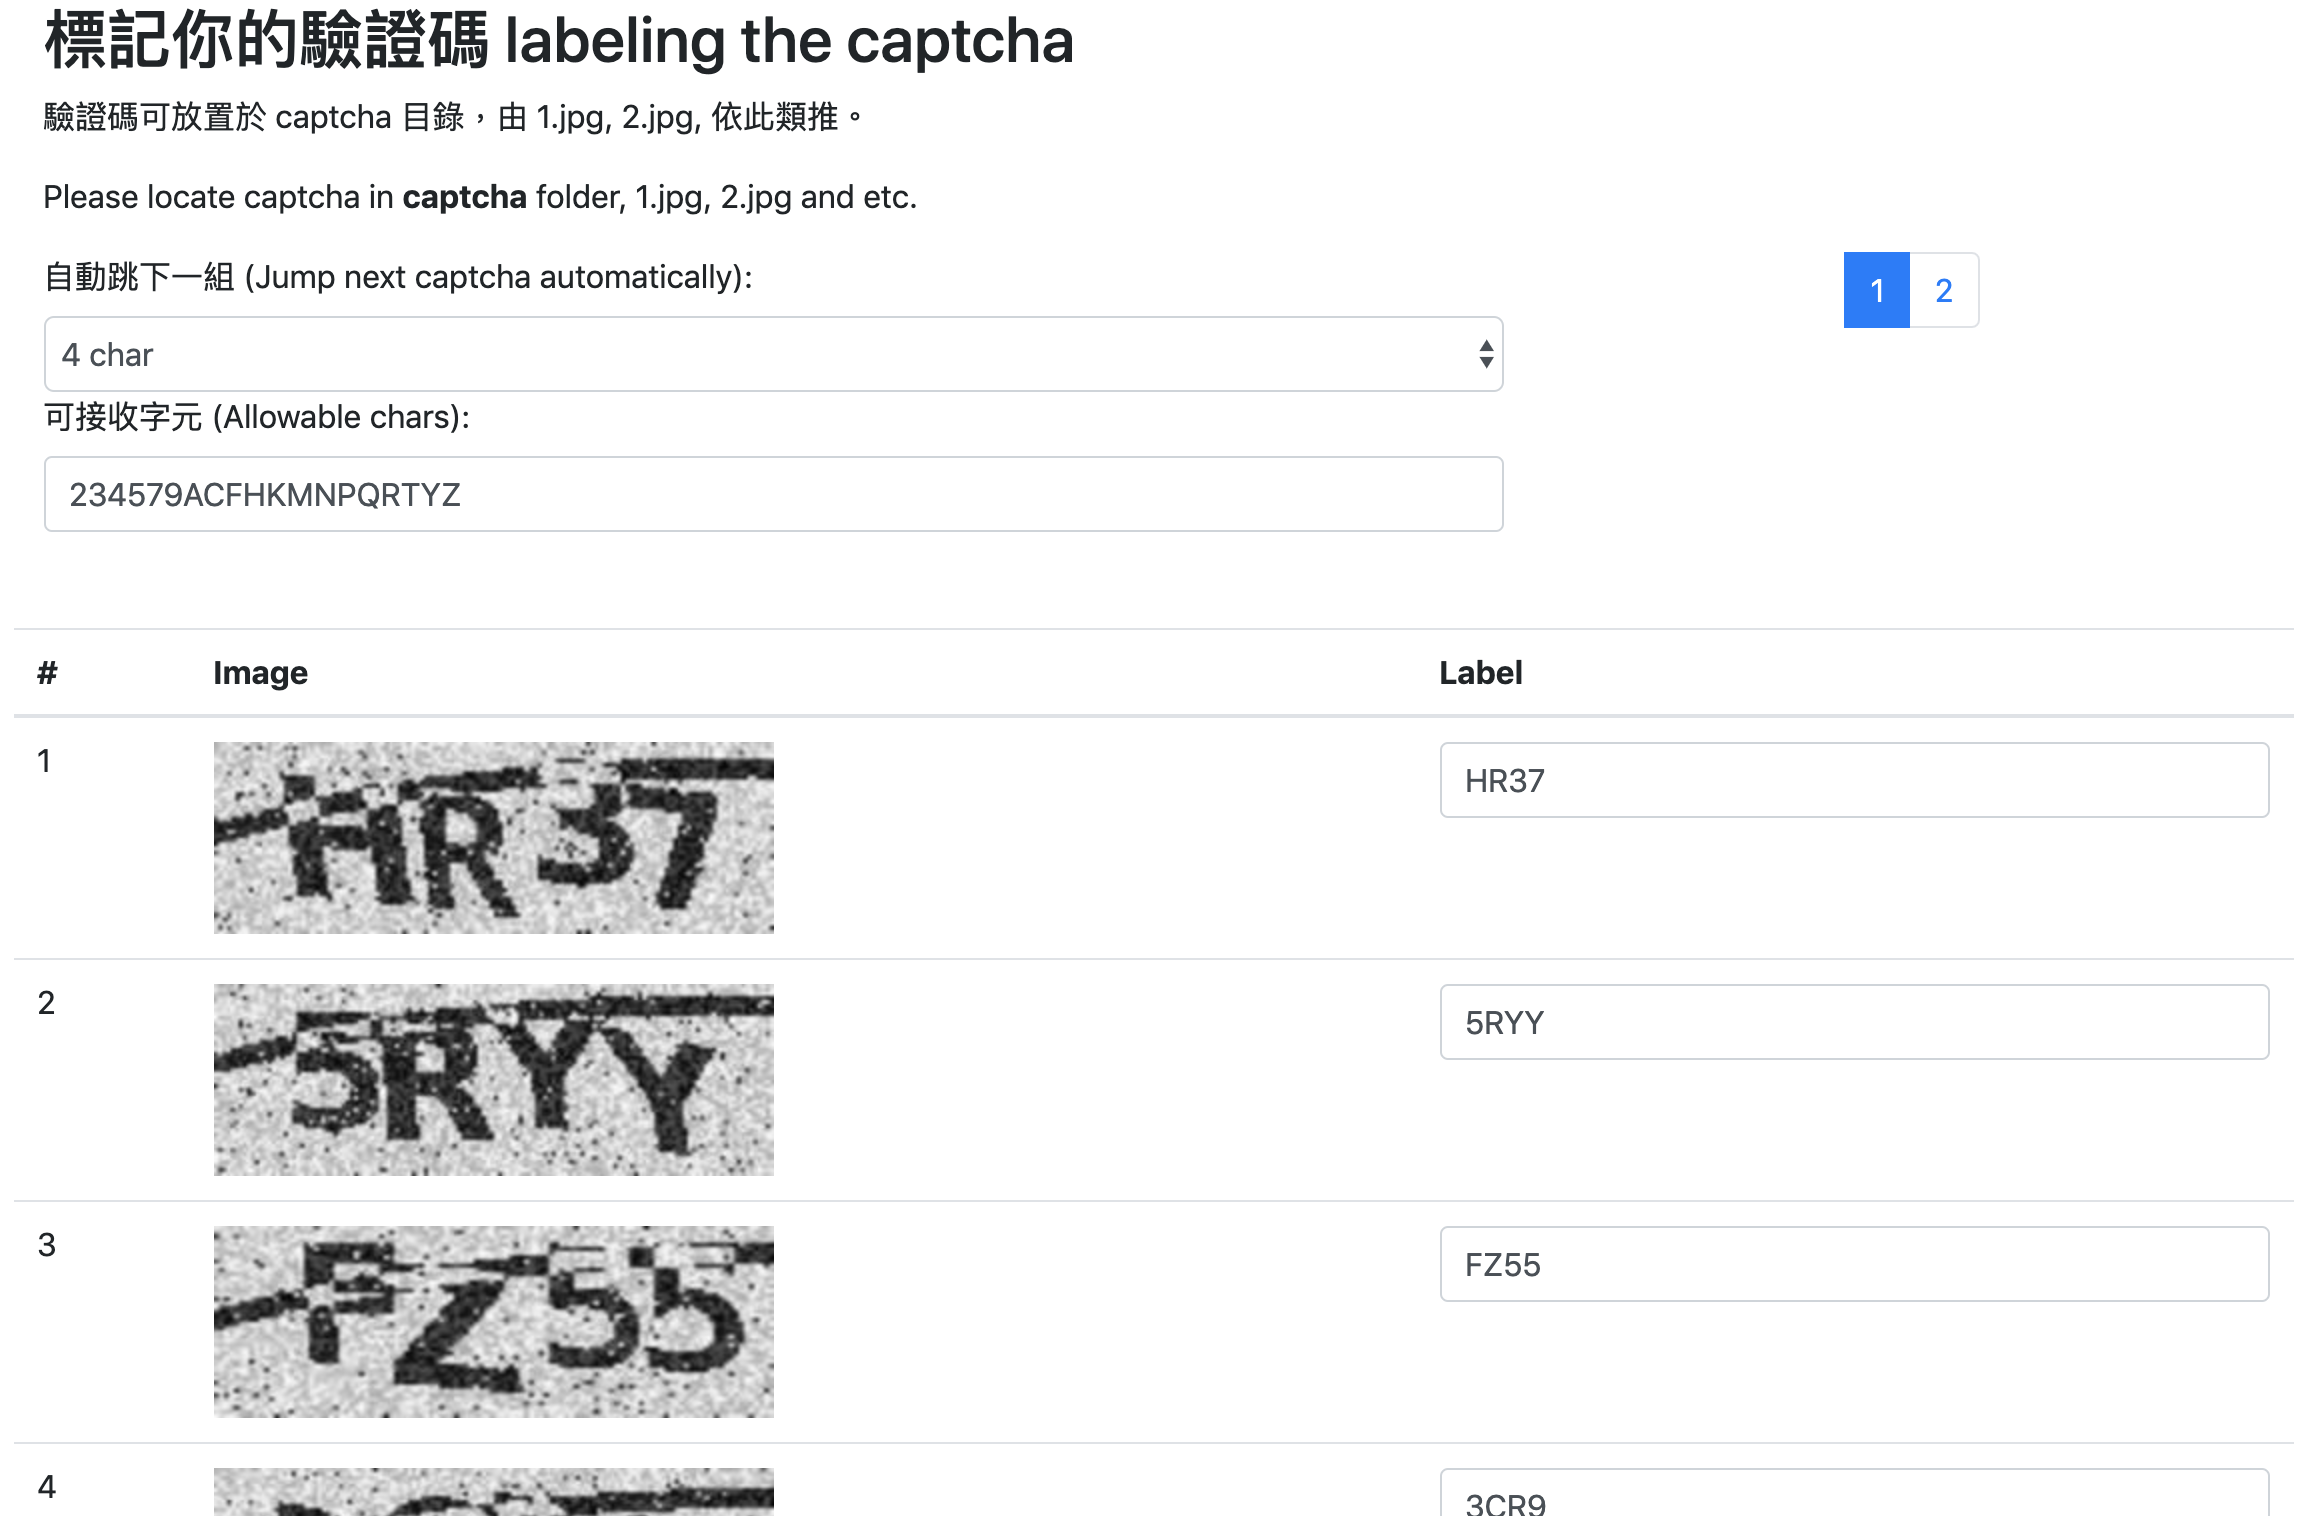 標記你的驗證碼 labeling the captcha
驗證碼可放置於 captcha 目錄，由 1.jpg, 2.jpg, 依此類推。
Please locate captcha in captcha folder, 1.jpg, 2.jpg and etc.
自動跳下一組 (Jump next captcha automatically):
1 2
4 char
可接收字元 (Allowable chars):
234579ACFHKMNPQRTYZ
# Image Label
1 HR37 HR37
2 5RYY 5RYY
3 FZ55 FZ55
4 3CR9